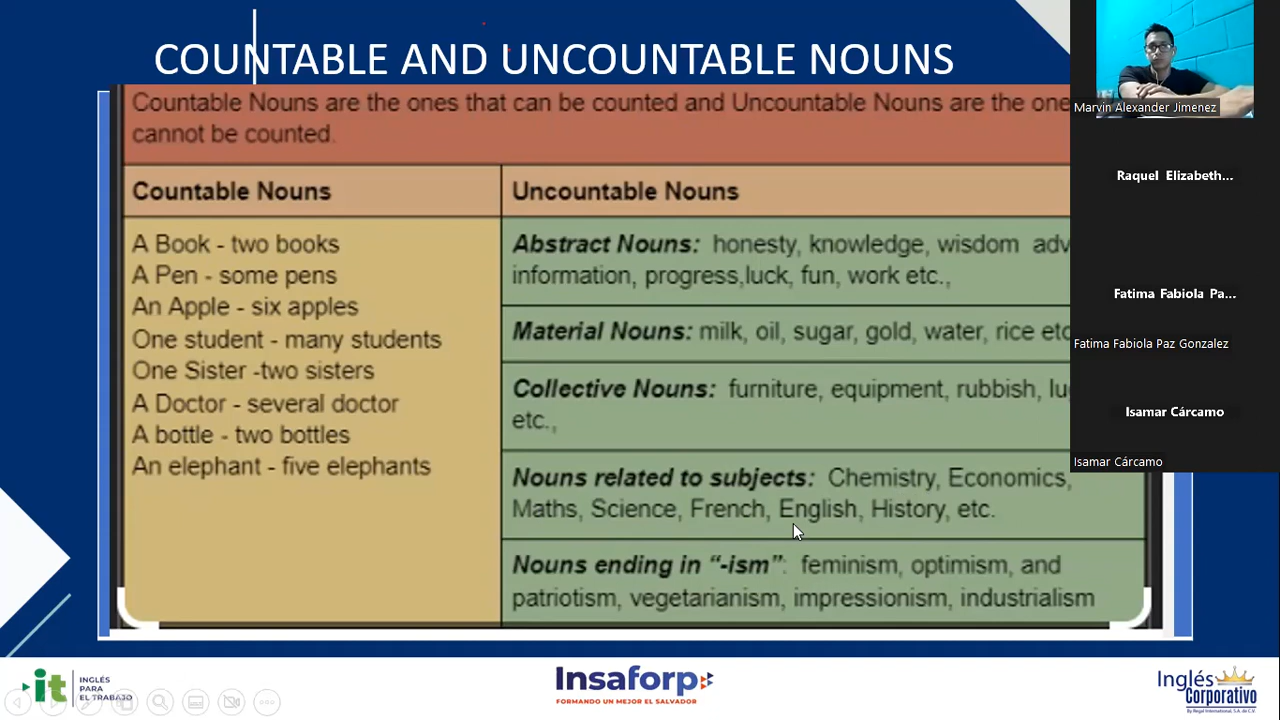 COUNTABLE AND UNCOUNTABLE NOUNS
Countable Nouns are the ones that can be counted and Uncountable Nouns are the
cannot be counted.
Countable Nouns
Uncountable Nouns
A Book - two books
A Pen - some pens
An Apple - six apples
One student - many students
One Sister -two sisters
A Doctor - several doctor
A bottle - two bottles
An elephant - five elephants
Abstract Nouns: honesty, knowledge, wisdom
information, progress,luck, fun, work etc.,
Material Nouns: milk, oil, sugar, gold, water, rice
Collective Nouns: furniture, equipment, rubbish,
etc.,
Nouns related to subjects: Chemistry, Economics,
Maths, Science, French, English, History, etc.
Nouns ending in “-ism”: feminism, optimism, and
patriotism, vegetarianism, impressionism, industrialism
Marvin Alexander Jimenez
Raquel Elizabeth...
Fatima Fabiola Pa...
Fatima Fabiola Paz Gonzalez
Isamar Cárcamo
Isamar Cárcamo
it
INGLÉS
PARA
EL TRABAJO
Insaforp
FORMANDO UN MEJOR EL SALVADOR
Inglés
Corporativo
By Regal International, S.A. de C.V.